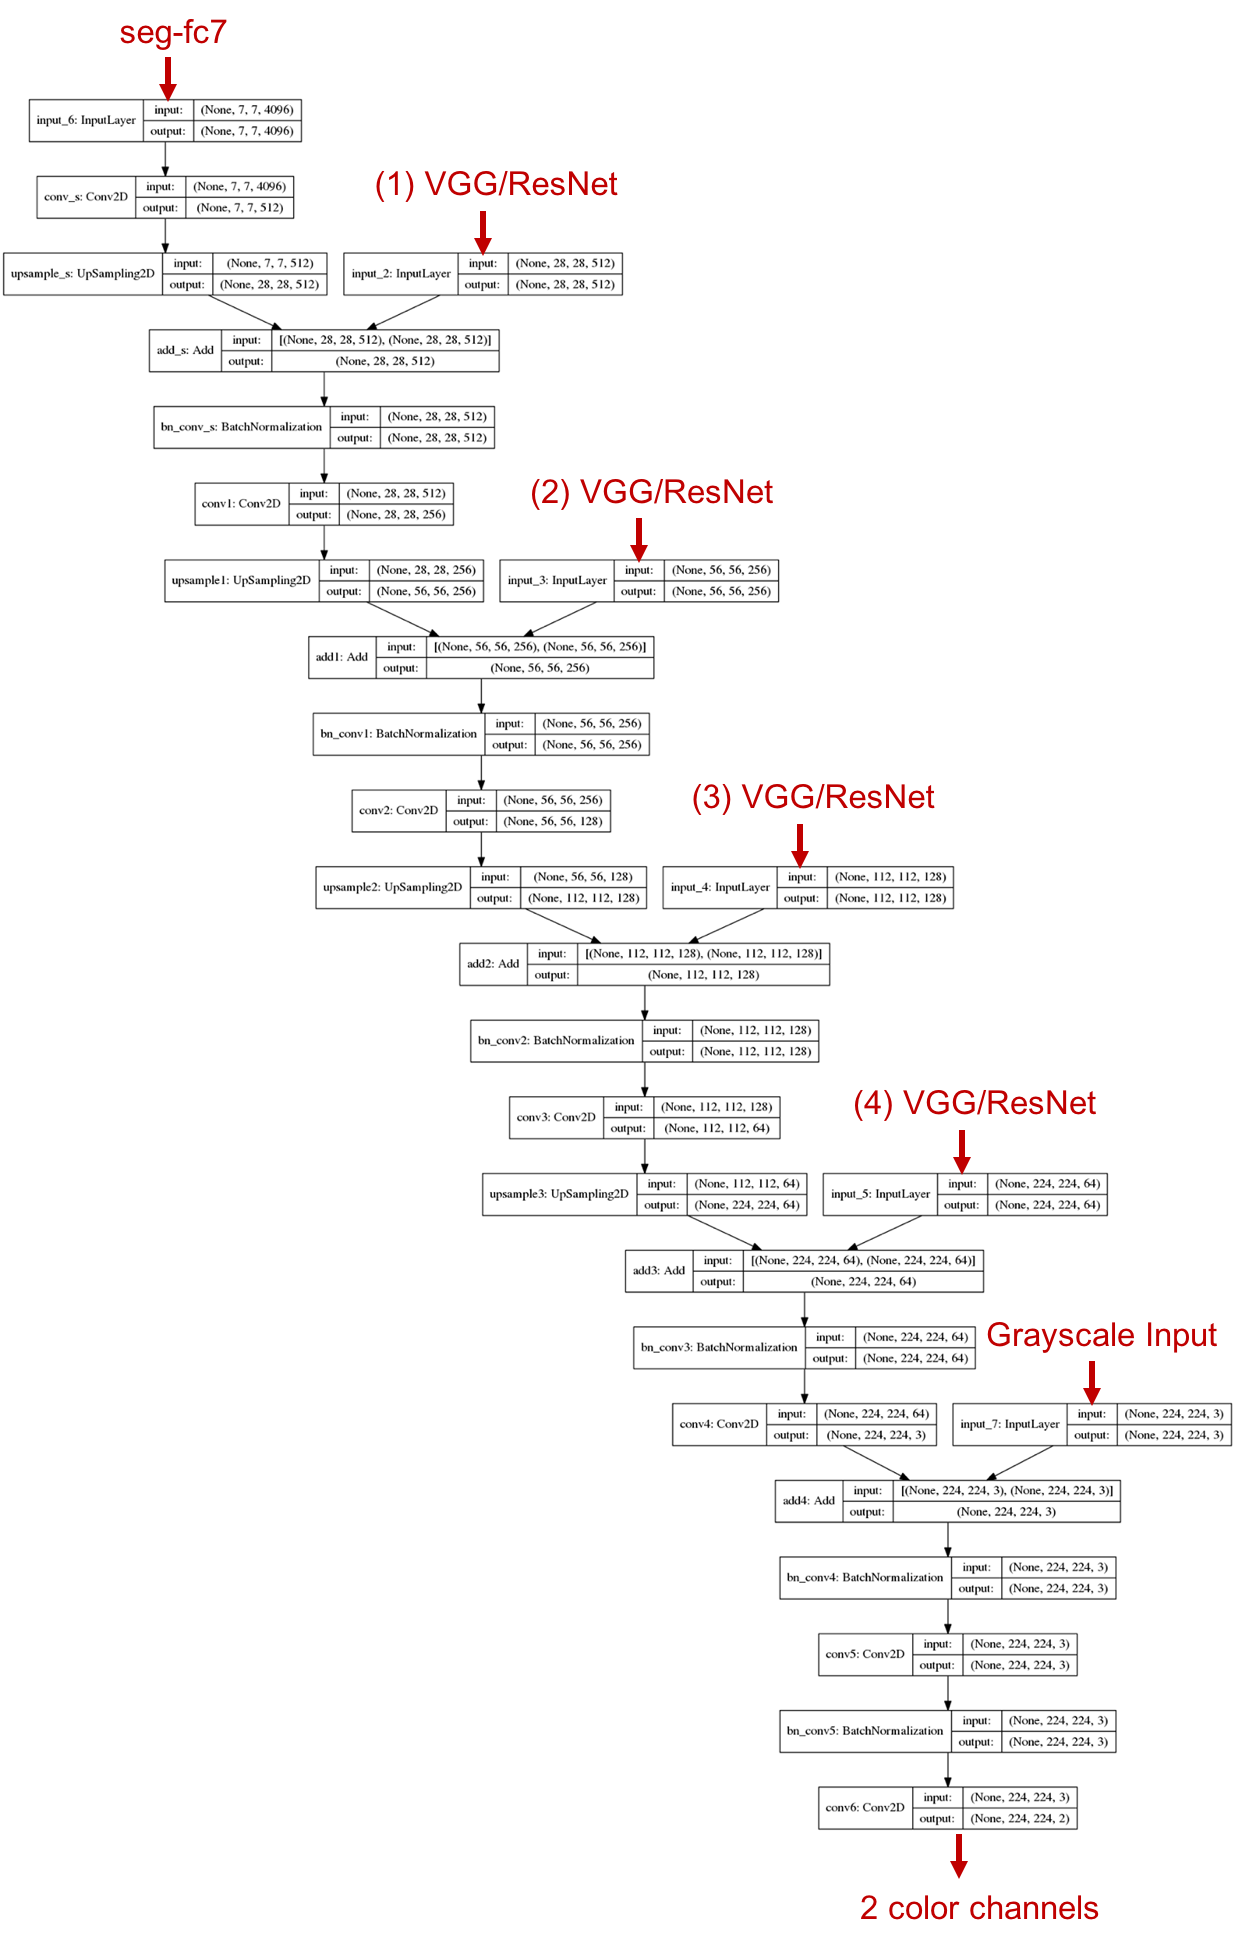 seg-fc7
input_6: InputLayer input: (None, 7, 7, 4096)
output: (None, 7, 7, 4096)
conv_s: Conv2D input: (None, 7, 7, 4096)
output: (None, 7, 7, 512)
(1) VGG/ResNet
upsample_s: UpSampling2D input: (None, 7, 7, 512)
output: (None, 28, 28, 512)
input_2: InputLayer input: (None, 28, 28, 512)
output: (None, 28, 28, 512)
add_s: Add input: [(None, 28, 28, 512), (None, 28, 28, 512)]
output: (None, 28, 28, 512)
bn_conv_s: BatchNormalization input: (None, 28, 28, 512)
output: (None, 28, 28, 512)
conv1: Conv2D input: (None, 28, 28, 512)
output: (None, 28, 28, 256)
(2) VGG/ResNet
upsample1: UpSampling2D input: (None, 28, 28, 256)
output: (None, 56, 56, 256)
input_3: InputLayer input: (None, 56, 56, 256)
output: (None, 56, 56, 256)
add1: Add input: [(None, 56, 56, 256), (None, 56, 56, 256)]
output: (None, 56, 56, 256)
bn_conv1: BatchNormalization input: (None, 56, 56, 256)
output: (None, 56, 56, 256)
conv2: Conv2D input: (None, 56, 56, 256)
output: (None, 56, 56, 128)
(3) VGG/ResNet
upsample2: UpSampling2D input: (None, 56, 56, 128)
output: (None, 112, 112, 128)
input_4: InputLayer input: (None, 112, 112, 128)
output: (None, 112, 112, 128)
add2: Add input: [(None, 112, 112, 128), (None, 112, 112, 128)]
output: (None, 112, 112, 128)
bn_conv2: BatchNormalization input: (None, 112, 112, 128)
output: (None, 112, 112, 128)
conv3: Conv2D input: (None, 112, 112, 128)
output: (None, 112, 112, 64)
(4) VGG/ResNet
upsample3: UpSampling2D input: (None, 112, 112, 64)
output: (None, 224, 224, 64)
input_5: InputLayer input: (None, 224, 224, 64)
output: (None, 224, 224, 64)
add3: Add input: [(None, 224, 224, 64), (None, 224, 224, 64)]
output: (None, 224, 224, 64)
bn_conv3: BatchNormalization input: (None, 224, 224, 64)
output: (None, 224, 224, 64)
Grayscale Input
conv4: Conv2D input: (None, 224, 224, 64)
output: (None, 224, 224, 3)
input_7: InputLayer input: (None, 224, 224, 3)
output: (None, 224, 224, 3)
add4: Add input: [(None, 224, 224, 3), (None, 224, 224, 3)]
output: (None, 224, 224, 3)
bn_conv4: BatchNormalization input: (None, 224, 224, 3)
output: (None, 224, 224, 3)
conv5: Conv2D input: (None, 224, 224, 3)
output: (None, 224, 224, 3)
bn_conv5: BatchNormalization input: (None, 224, 224, 3)
output: (None, 224, 224, 3)
conv6: Conv2D input: (None, 224, 224, 3)
output: (None, 224, 224, 2)
2 color channels